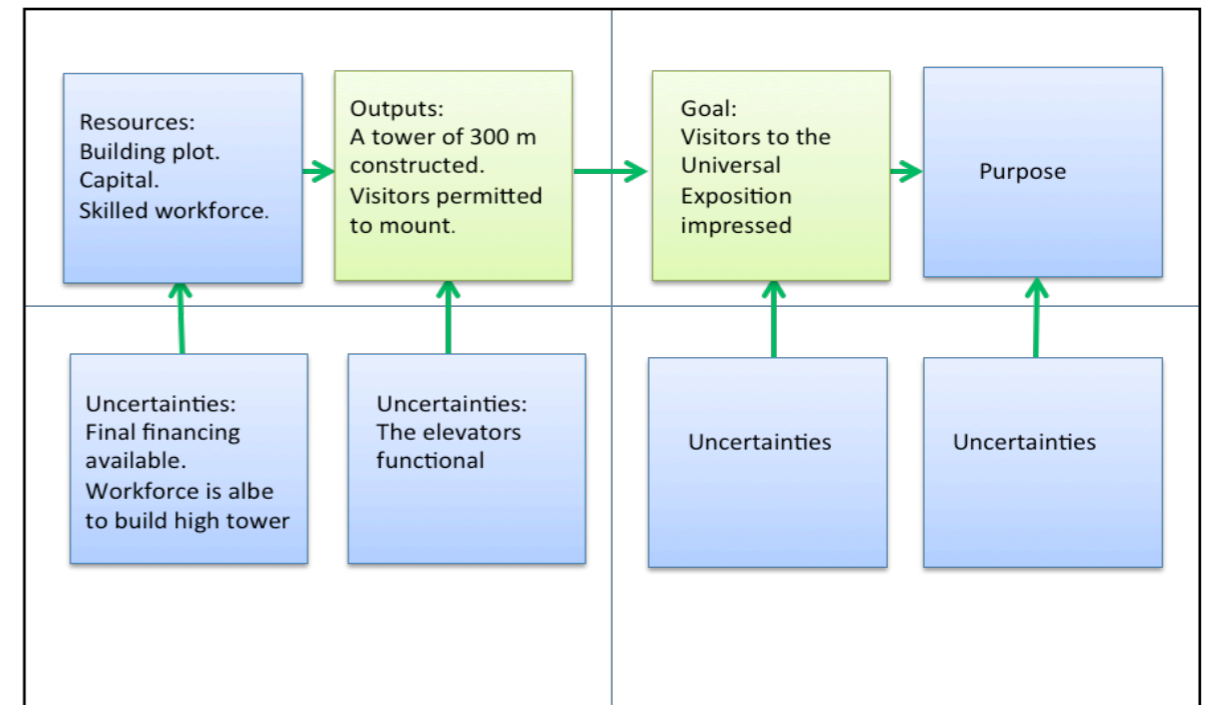 Resources:
Building plot.
Capital.
Skilled workforce.
Outputs:
A tower of 300 m
constructed.
Visitors permitted
to mount.
Goal:
Visitors to the
Universal
Exposition
impressed
Purpose
Uncertainties:
Final financing
available.
Workforce is albe
to build high tower
Uncertainties:
The elevators
functional
Uncertainties
Uncertainties